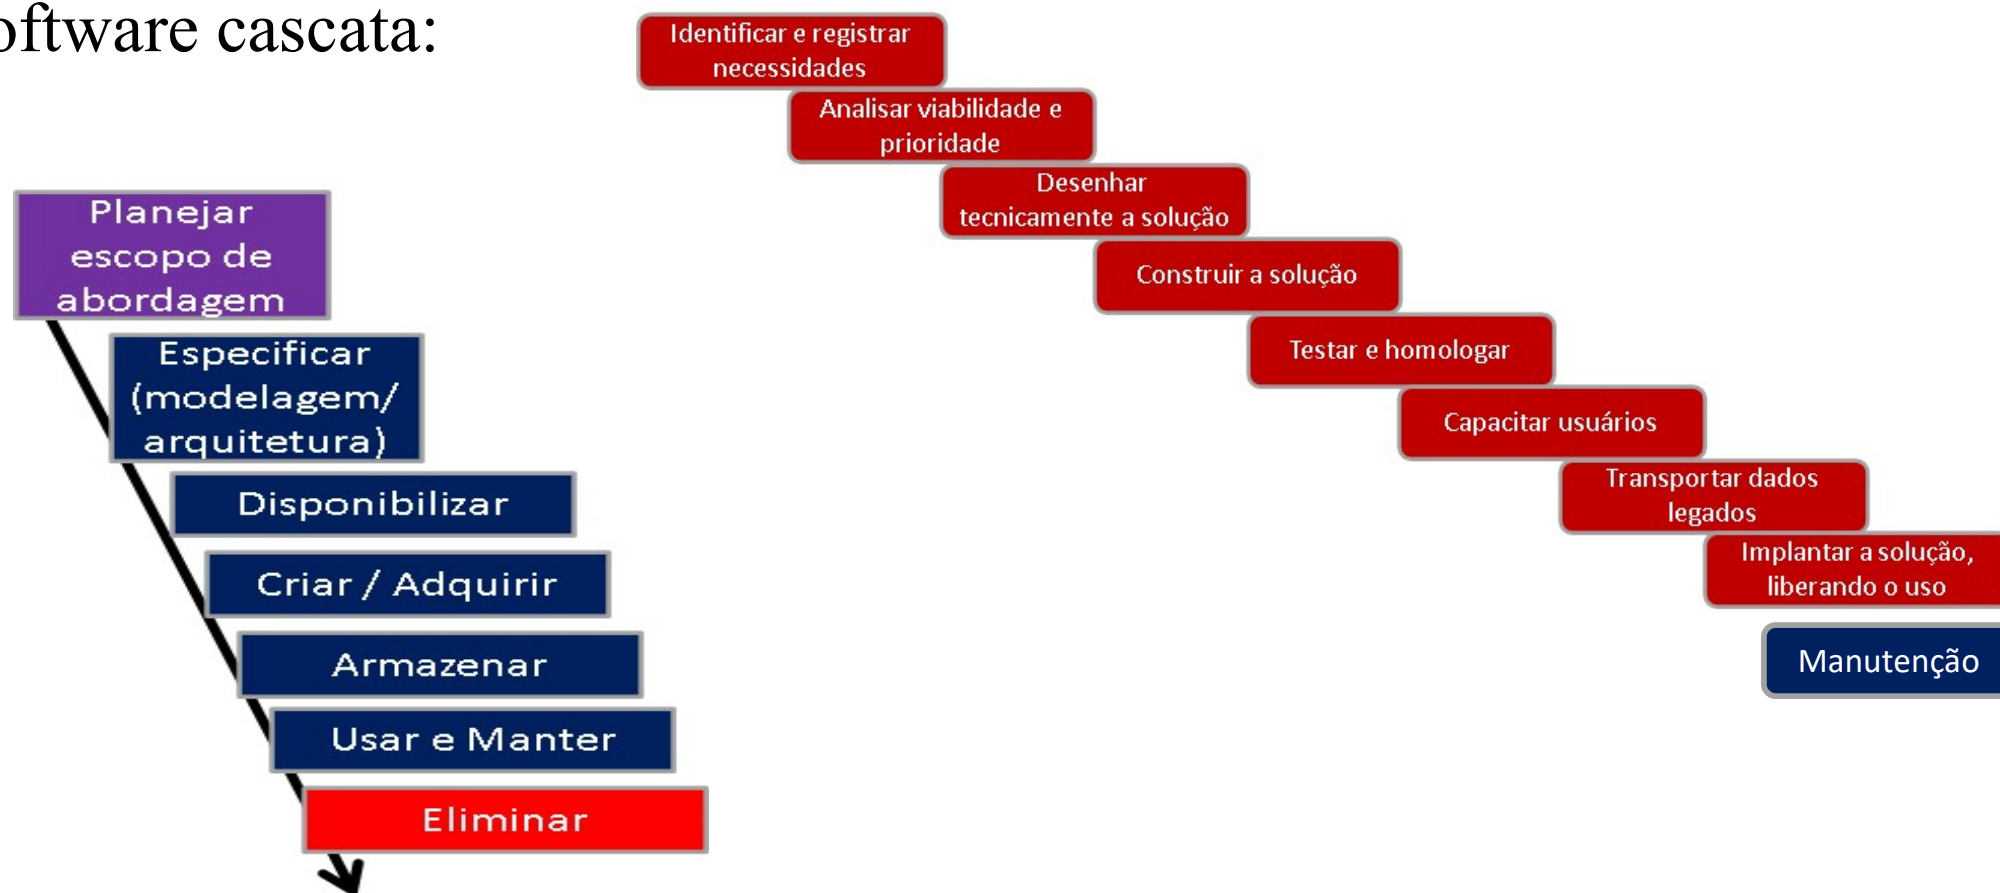 oftware cascata:
Identificar e registrar
necessidades
Analisar viabilidade e
prioridade
Desenhar
tecnicamente a solução
Construir a solução
Testar e homologar
Capacitar usuários
Transportar dados
legados
Implantar a solução,
liberando o uso
Manutenção
Planejar
escopo de
abordagem
Especificar
(modelagem/
arquitetura)
Disponibilizar
Criar / Adquirir
Armazenar
Usar e Manter
Eliminar